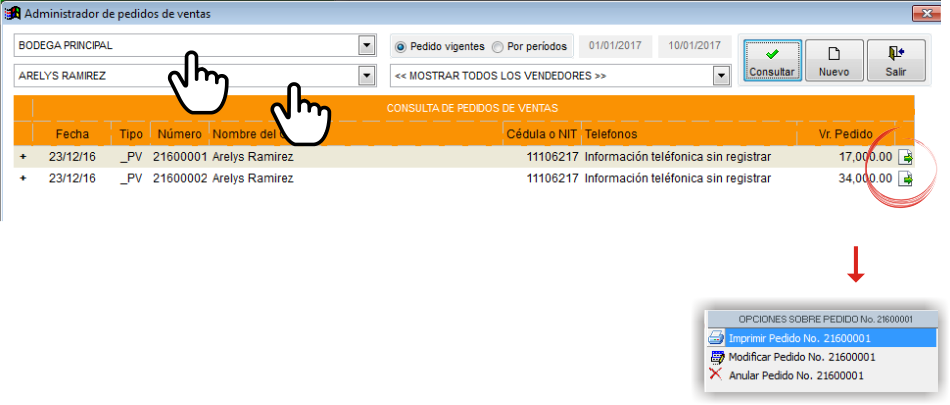 Administrador de pedidos de ventas
BODEGA PRINCIPAL
Pedido vigentes Por períodos 01/01/2017 10/01/2017
ARELYS RAMIREZ
<< MOSTRAR TODOS LOS VENDEDORES >>
Consultar Nuevo Salir
CONSULTA DE PEDIDOS DE VENTAS
Fecha Tipo Número Nombre del Cédula o NIT Telefonos Vr. Pedido
+ 23/12/16 _PV 21600001 Arelys Ramirez 11106217 Información teléfonica sin registrar 17,000.00
+ 23/12/16 _PV 21600002 Arelys Ramirez 11106217 Información teléfonica sin registrar 34,000.00
OPCIONES SOBRE PEDIDO No. 21600001
Imprimir Pedido No. 21600001
Modificar Pedido No. 21600001
Anular Pedido No. 21600001